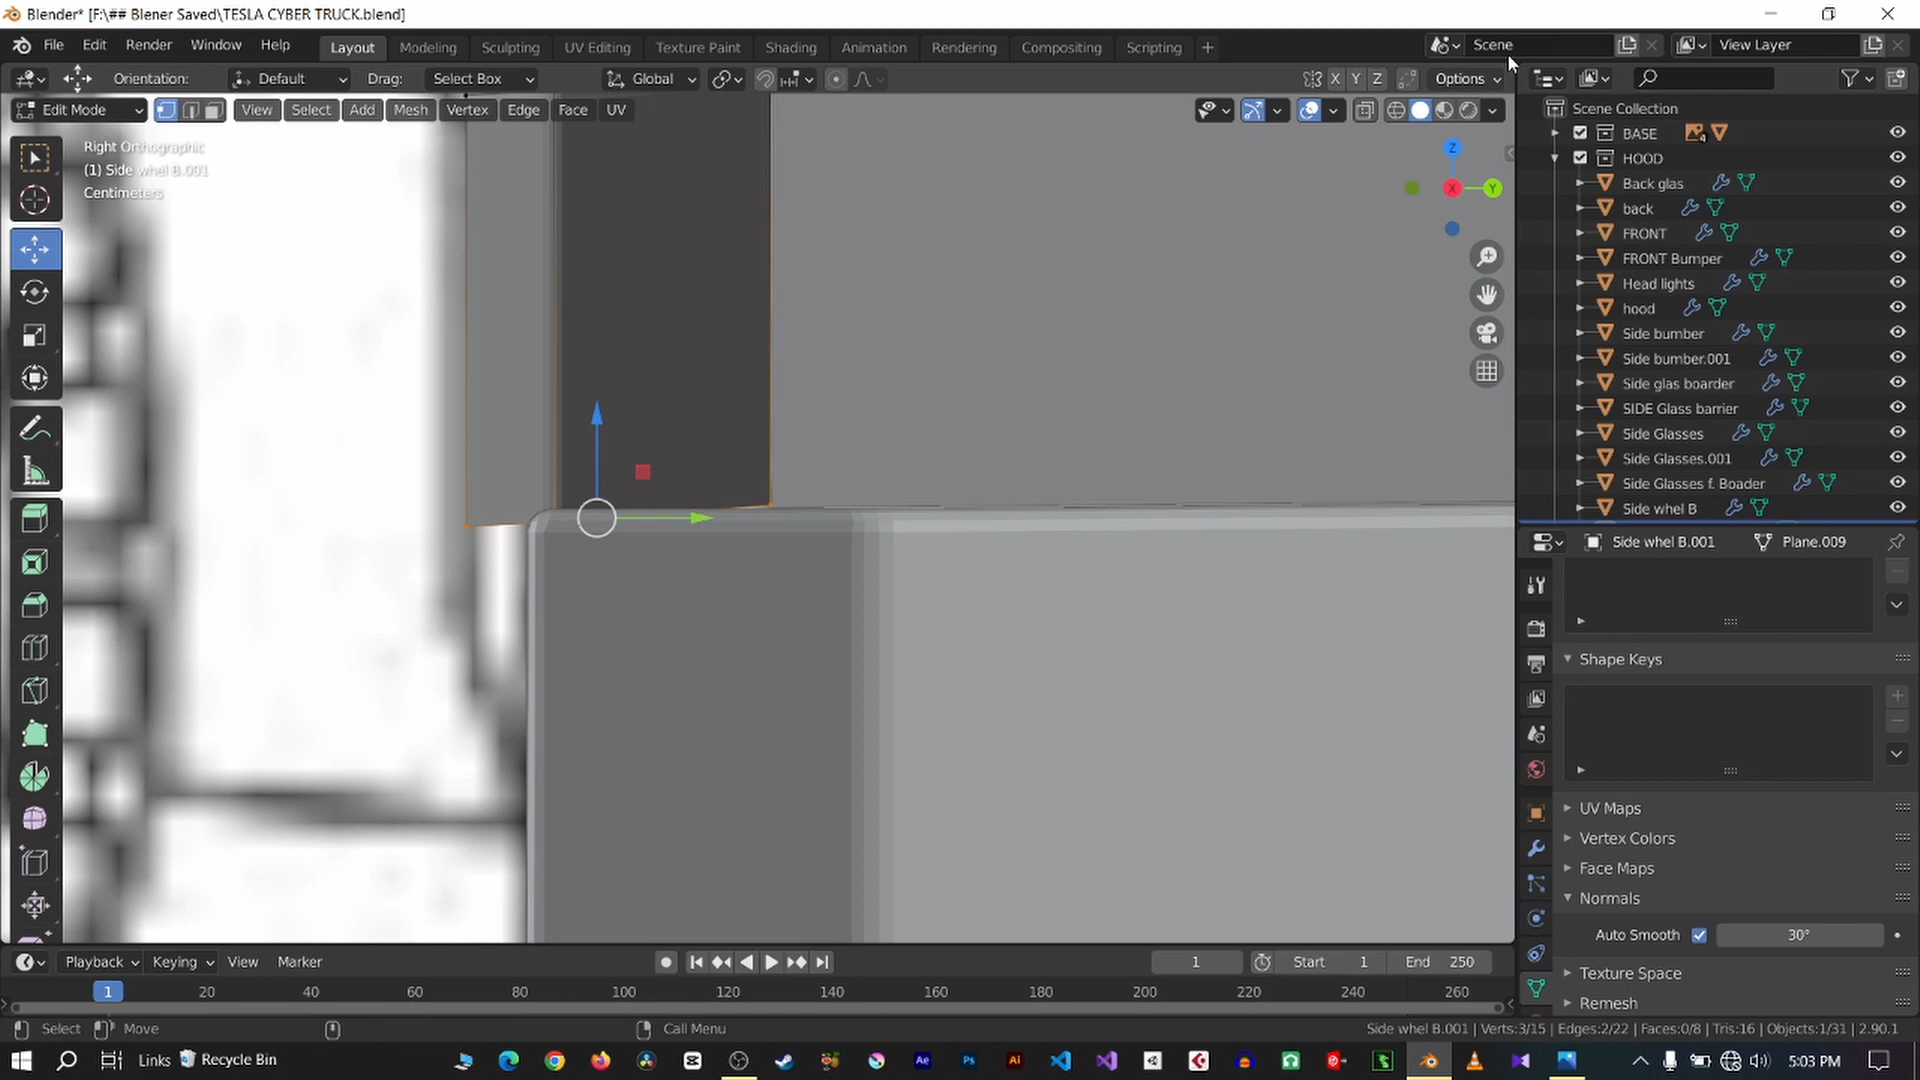 Blender* [F:\## Blener Saved\TESLA CYBER TRUCK.blend]
File Edit Render Window Help Layout Modeling Sculpting UV Editing Texture Paint Shading Animation Rendering Compositing Scripting + Scene View Layer
Orientation: Default Drag: Select Box Global X Y Z Options
Edit Mode View Select Add Mesh Vertex Edge Face UV
Right Orthographic
(1) Side whel B.001
Centimeters
Z
X
Y
Scene Collection
BASE 4
HOOD
Back glas
back
FRONT
FRONT Bumper
Head lights
hood
Side bumber
Side bumber.001
Side glas boarder
SIDE Glass barrier
Side Glasses
Side Glasses.001
Side Glasses f. Boader
Side whel B
Side whel B.001 Plane.009
Shape Keys
UV Maps
Vertex Colors
Face Maps
Normals
Auto Smooth 30°
Texture Space
Remesh
Playback Keying View Marker 1 Start 1 End 250
1 20 40 60 80 100 120 140 160 180 200 220 240 260
Select Move Call Menu Side whel B.001 | Verts:3/15 | Edges:2/22 | Faces:0/8 | Tris:16 | Objects:1/31 | 2.90.1
Links Recycle Bin Ae Ps Ai 5:03 PM